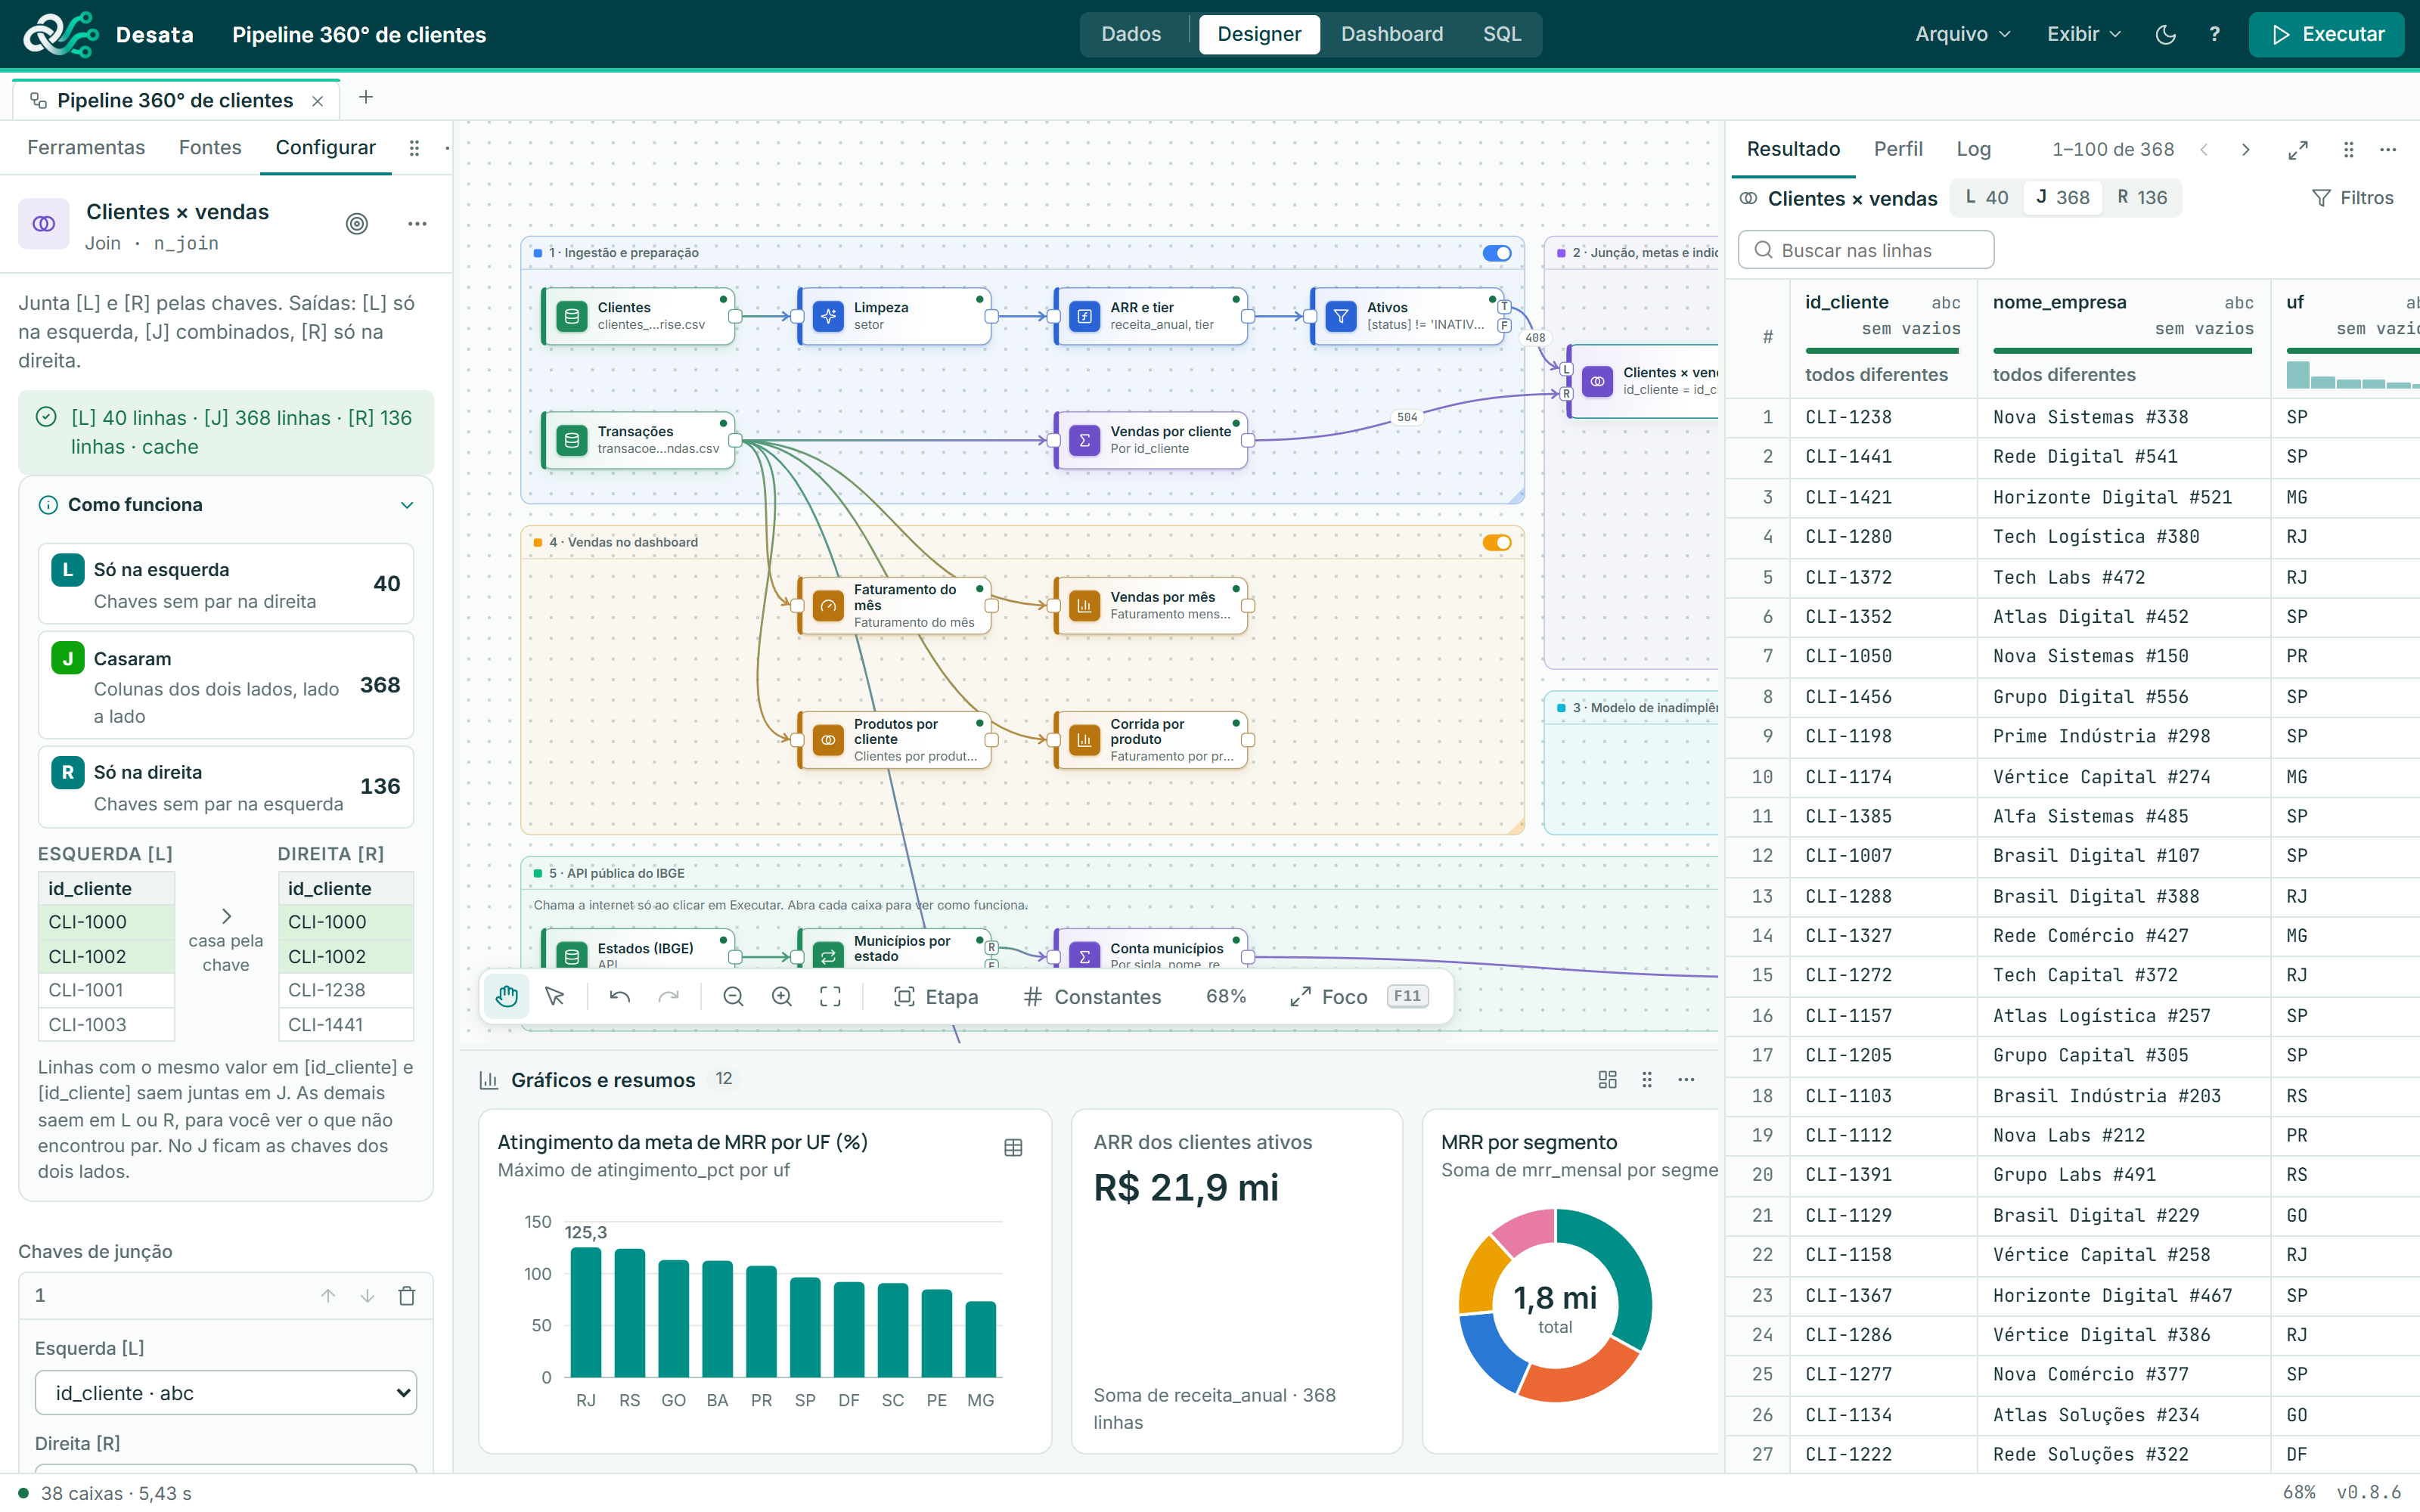 Desata
Pipeline 360° de clientes
Dados
Designer
Dashboard
SQL
Arquivo
Exibir
?
Executar
Pipeline 360° de clientes
Ferramentas
Fontes
Configurar
Clientes × vendas
Join · n_join
Junta [L] e [R] pelas chaves. Saídas: [L] só
na esquerda, [J] combinados, [R] só na
direita.
[L] 40 linhas · [J] 368 linhas · [R] 136
linhas · cache
Como funciona
L
Só na esquerda
Chaves sem par na direita
40
J
Casaram
Colunas dos dois lados, lado
a lado
368
R
Só na direita
Chaves sem par na esquerda
136
ESQUERDA [L]
id_cliente
CLI-1000
CLI-1002
CLI-1001
CLI-1003
casa pela
chave
DIREITA [R]
id_cliente
CLI-1000
CLI-1002
CLI-1238
CLI-1441
Linhas com o mesmo valor em [id_cliente] e
[id_cliente] saem juntas em J. As demais
saem em L ou R, para você ver o que não
encontrou par. No J ficam as chaves dos
dois lados.
Chaves de junção
1
Esquerda [L]
id_cliente · abc
Direita [R]
1 · Ingestão e preparação
Clientes
clientes_...rise.csv
Limpeza
setor
ARR e tier
receita_anual, tier
Ativos
[status] != 'INATIV...
T
F
408
Transações
transacoe...ndas.csv
Vendas por cliente
Por id_cliente
504
2 · Junção, metas e indic
L
R
Clientes × ven
id_cliente = id_c
4 · Vendas no dashboard
Faturamento do
mês
Faturamento do mês
Vendas por mês
Faturamento mens...
Produtos por
cliente
Clientes por produt...
Corrida por
produto
Faturamento por pr...
3 · Modelo de inadimplên
5 · API pública do IBGE
Chama a internet só ao clicar em Executar. Abra cada caixa para ver como funciona.
Estados (IBGE)
API
Municípios por
estado
R
Conta municípios
Por sigla, nome, re
Etapa
Constantes
68%
Foco
F11
Gráficos e resumos
12
Atingimento da meta de MRR por UF (%)
Máximo de atingimento_pct por uf
150
100
50
0
125,3
RJ
RS
GO
BA
PR
SP
DF
SC
PE
MG
ARR dos clientes ativos
R$ 21,9 mi
Soma de receita_anual · 368
linhas
MRR por segmento
Soma de mrr_mensal por segme
1,8 mi
total
Resultado
Perfil
Log
1–100 de 368
Clientes × vendas
L 40
J 368
R 136
Filtros
Buscar nas linhas
# id_cliente abc nome_empresa abc uf
sem vazios sem vazios
todos diferentes todos diferentes
1 CLI-1238 Nova Sistemas #338 SP
2 CLI-1441 Rede Digital #541 SP
3 CLI-1421 Horizonte Digital #521 MG
4 CLI-1280 Tech Logística #380 RJ
5 CLI-1372 Tech Labs #472 RJ
6 CLI-1352 Atlas Digital #452 SP
7 CLI-1050 Nova Sistemas #150 PR
8 CLI-1456 Grupo Digital #556 SP
9 CLI-1198 Prime Indústria #298 SP
10 CLI-1174 Vértice Capital #274 MG
11 CLI-1385 Alfa Sistemas #485 SP
12 CLI-1007 Brasil Digital #107 SP
13 CLI-1288 Brasil Digital #388 RJ
14 CLI-1327 Rede Comércio #427 MG
15 CLI-1272 Tech Capital #372 RJ
16 CLI-1157 Atlas Logística #257 SP
17 CLI-1205 Grupo Capital #305 SP
18 CLI-1103 Brasil Indústria #203 RS
19 CLI-1112 Nova Labs #212 PR
20 CLI-1391 Grupo Labs #491 RS
21 CLI-1129 Brasil Digital #229 GO
22 CLI-1158 Vértice Capital #258 RJ
23 CLI-1367 Horizonte Digital #467 SP
24 CLI-1286 Vértice Digital #386 RJ
25 CLI-1277 Nova Comércio #377 SP
26 CLI-1134 Atlas Soluções #234 GO
27 CLI-1222 Rede Soluções #322 DF
38 caixas · 5,43 s
68%
v0.8.6